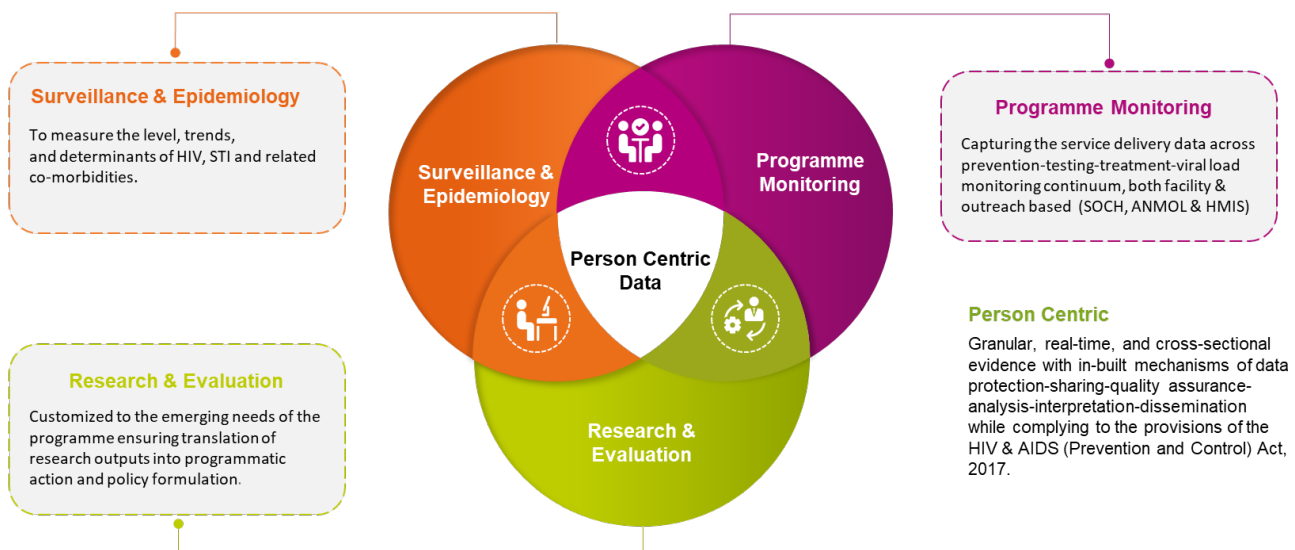 Surveillance & Epidemiology
To measure the level, trends,
and determinants of HIV, STI and related
co-morbidities.
Surveillance &
Epidemiology
Programme
Monitoring
Person Centric
Data
Research &
Evaluation
Programme Monitoring
Capturing the service delivery data across
prevention-testing-treatment-viral load
monitoring continuum, both facility &
outreach based (SOCH, ANMOL & HMIS)
Research & Evaluation
Customized to the emerging needs of the
programme ensuring translation of
research outputs into programmatic
action and policy formulation.
Person Centric
Granular, real-time, and cross-sectional
evidence with in-built mechanisms of data
protection-sharing-quality assurance-
analysis-interpretation-dissemination
while complying to the provisions of the
HIV & AIDS (Prevention and Control) Act,
2017.